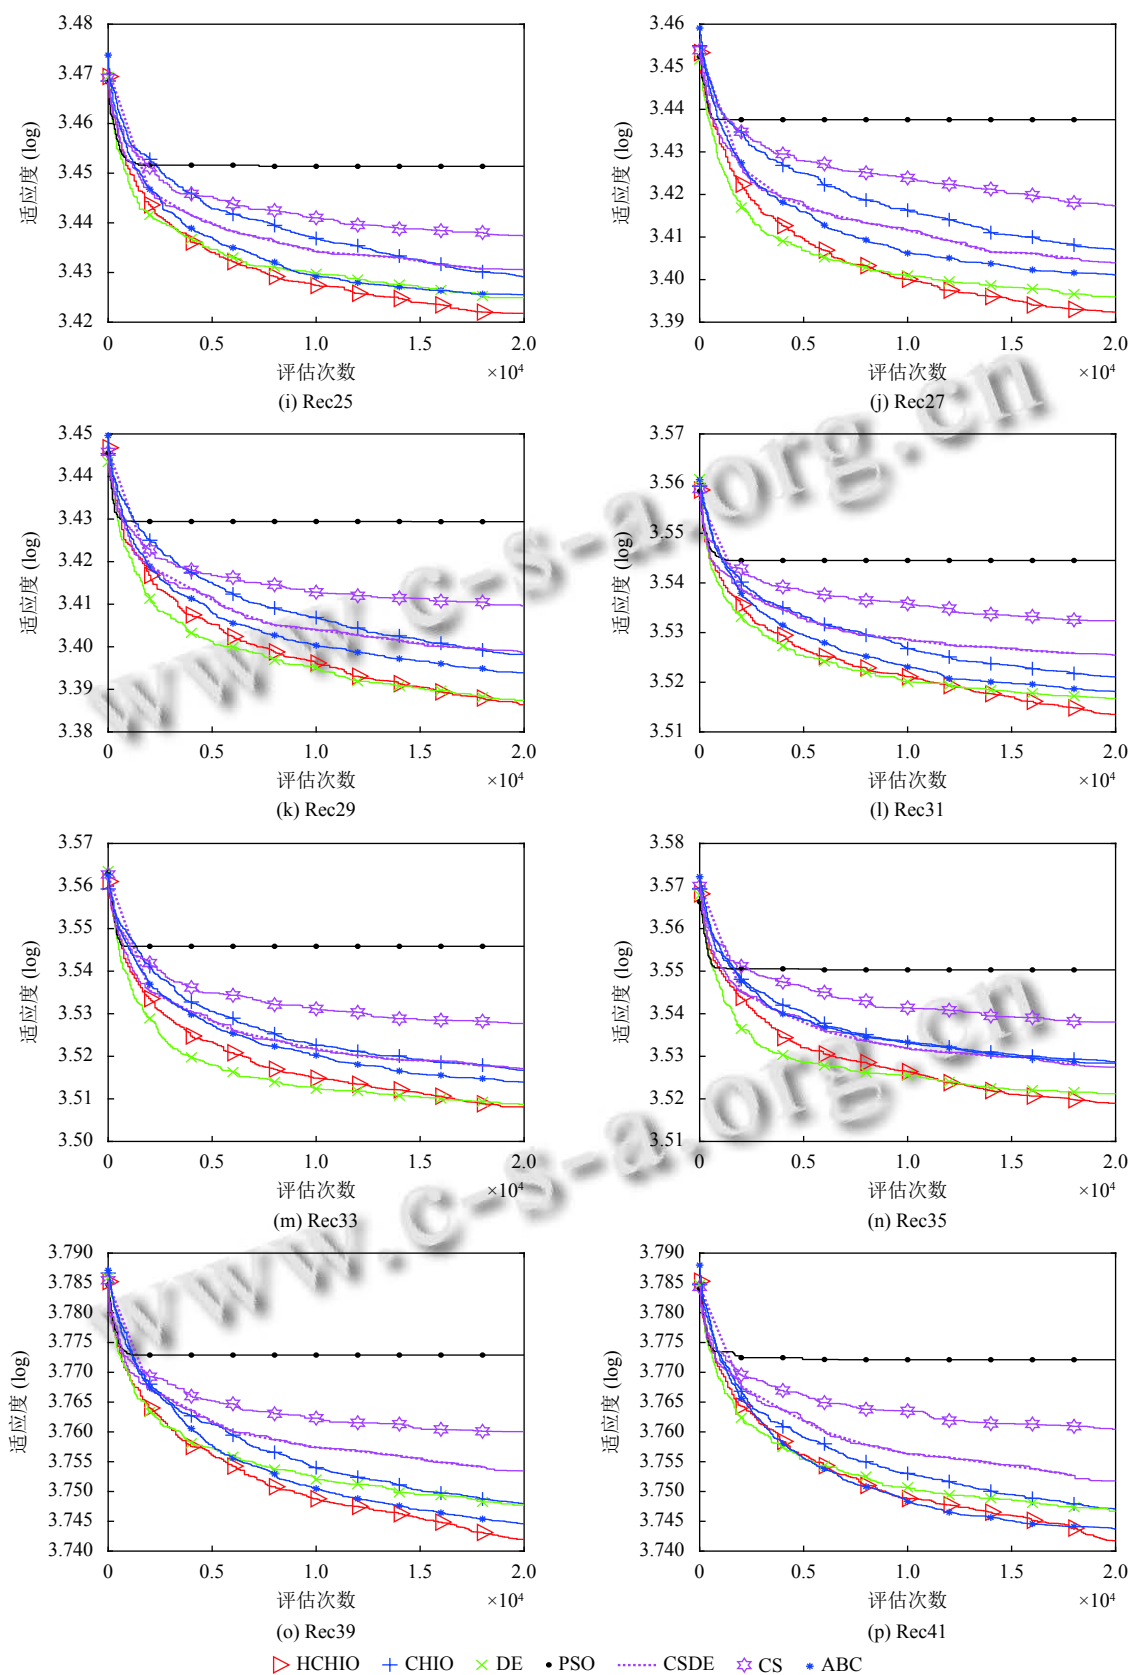 3.48
3.47
3.46
3.45
3.44
3.43
3.42
适应度 (log)
0 0.5 1.0 1.5 2.0
评估次数 ×10⁴
(i) Rec25
3.46
3.45
3.44
3.43
3.42
3.41
3.40
3.39
适应度 (log)
0 0.5 1.0 1.5 2.0
评估次数 ×10⁴
(j) Rec27
3.45
3.44
3.43
3.42
3.41
3.40
3.39
3.38
适应度 (log)
0 0.5 1.0 1.5 2.0
评估次数 ×10⁴
(k) Rec29
3.57
3.56
3.55
3.54
3.53
3.52
3.51
适应度 (log)
0 0.5 1.0 1.5 2.0
评估次数 ×10⁴
(l) Rec31
www.c-s-a.org.cn
3.57
3.56
3.55
3.54
3.53
3.52
3.51
3.50
适应度 (log)
0 0.5 1.0 1.5 2.0
评估次数 ×10⁴
(m) Rec33
3.58
3.57
3.56
3.55
3.54
3.53
3.52
3.51
适应度 (log)
0 0.5 1.0 1.5 2.0
评估次数 ×10⁴
(n) Rec35
www.c-s-a.org.cn
3.790
3.785
3.780
3.775
3.770
3.765
3.760
3.755
3.750
3.745
3.740
适应度 (log)
0 0.5 1.0 1.5 2.0
评估次数 ×10⁴
(o) Rec39
3.790
3.785
3.780
3.775
3.770
3.765
3.760
3.755
3.750
3.745
3.740
适应度 (log)
0 0.5 1.0 1.5 2.0
评估次数 ×10⁴
(p) Rec41
HCHIO CHIO DE PSO CSDE CS ABC